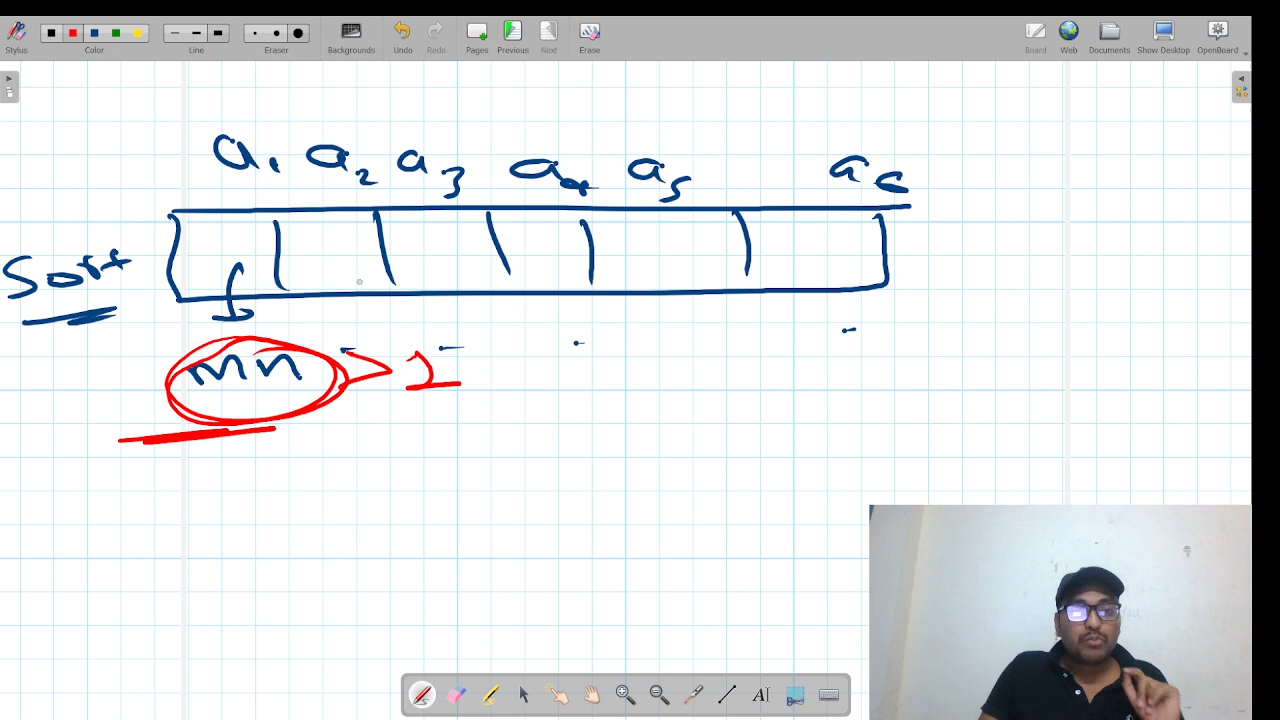 Stylus Color Line Eraser Backgrounds Undo Redo Pages Previous Next Erase Board Web Documents Show Desktop OpenBoard
a1 a2 a3 a4 a5 a6
Sort
mn > 1